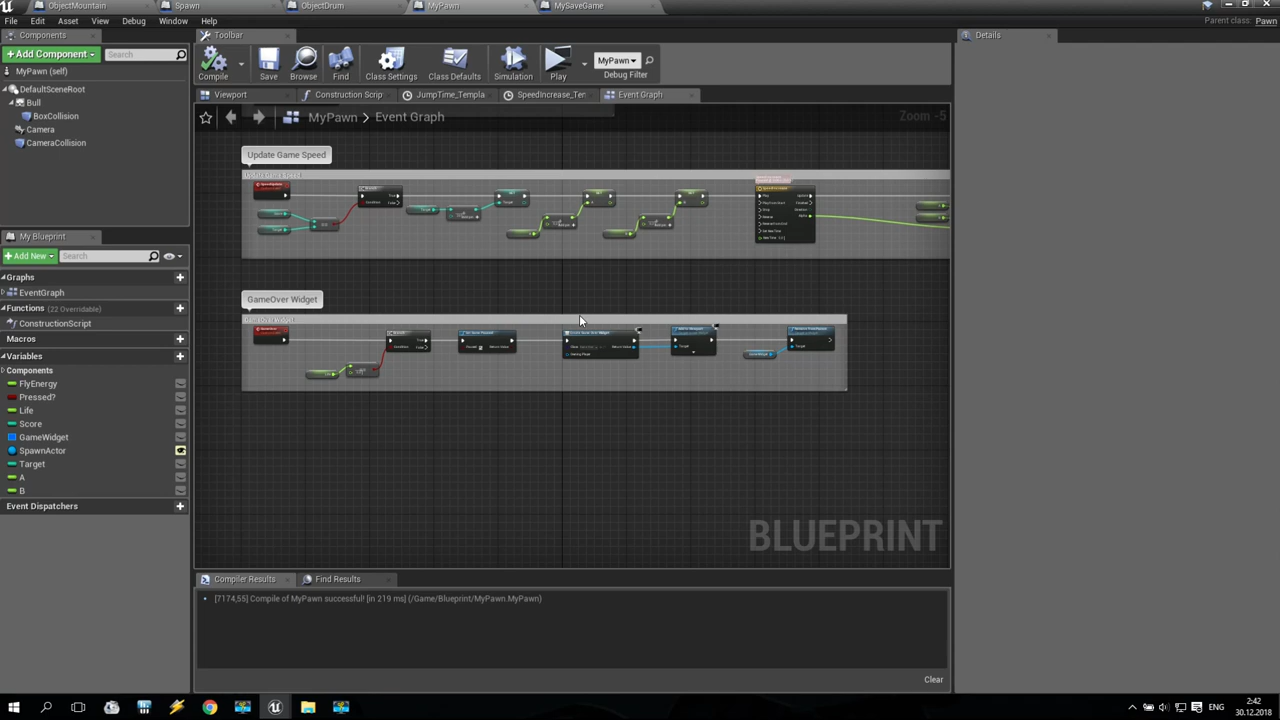 ObjectMountain
Spawn
ObjectDrum
MyPawn
MySaveGame
File Edit Asset View Debug Window Help
Parent class: Pawn
Components
Toolbar
Details
+Add Component
Search
Compile
Save
Browse
Find
Class Settings
Class Defaults
Simulation
Play
MyPawn
Debug Filter
MyPawn (self)
DefaultSceneRoot
Bull
BoxCollision
Camera
CameraCollision
Viewport
Construction Scrip
JumpTime_Templa
SpeedIncrease_Ter
Event Graph
MyPawn > Event Graph
Zoom -5
Update Game Speed
GameOver Widget
My Blueprint
+Add New
Search
Graphs
EventGraph
Functions (22 Overridable)
ConstructionScript
Macros
Variables
Components
FlyEnergy
Pressed?
Life
Score
GameWidget
SpawnActor
Target
A
B
Event Dispatchers
BLUEPRINT
Compiler Results
Find Results
[7174,55] Compile of MyPawn successful! [in 219 ms] (/Game/Blueprint/MyPawn.MyPawn)
Clear
ENG
2:42
30.12.2018